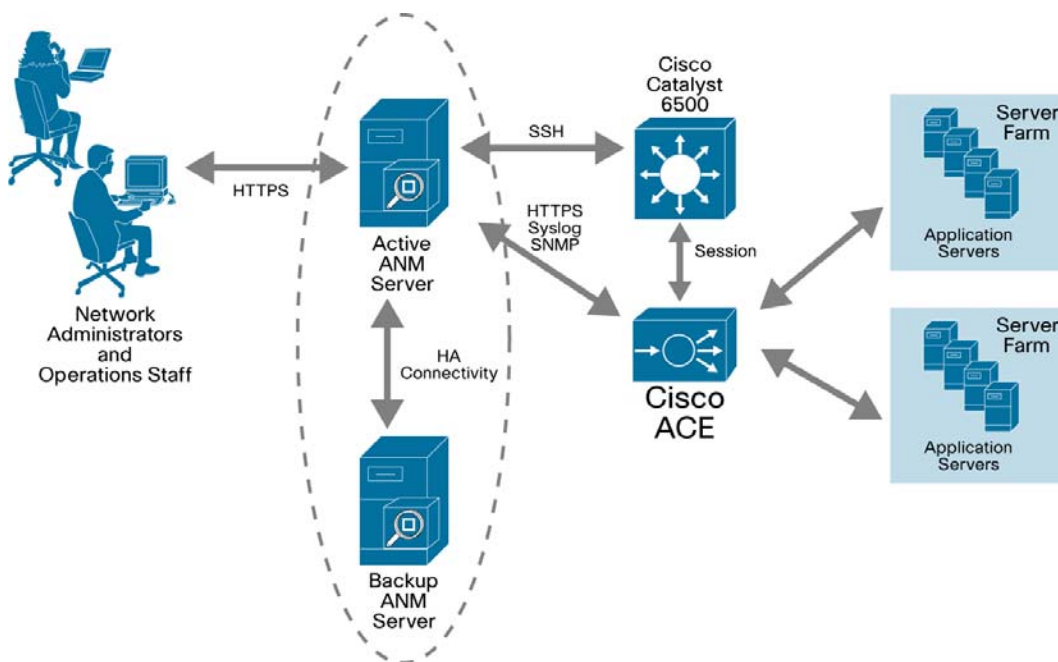 Network
Administrators
and
Operations Staff
HTTPS
Active
ANM
Server
HA
Connectivity
Backup
ANM
Server
SSH
HTTPS
Syslog
SNMP
Cisco
Catalyst
6500
Session
Cisco
ACE
Server
Farm
Application
Servers
Server
Farm
Application
Servers